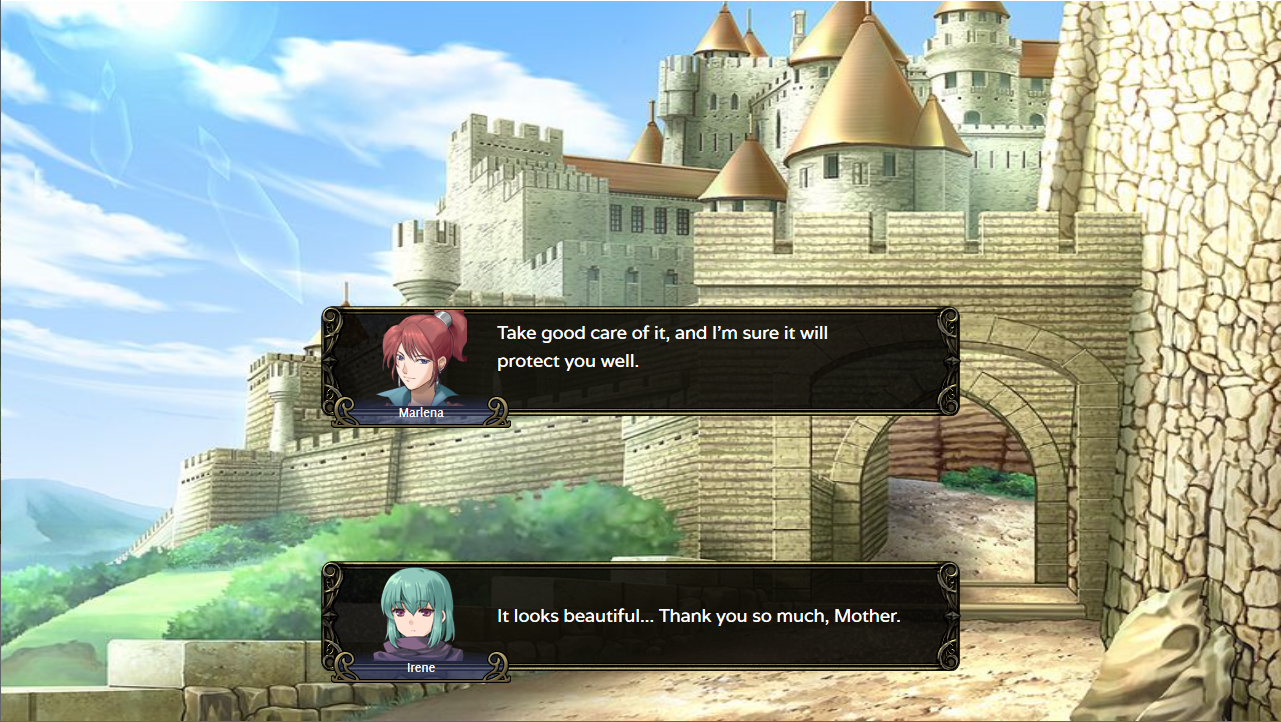 Take good care of it, and I’m sure it will
protect you well.
Marlena
It looks beautiful... Thank you so much, Mother.
Irene